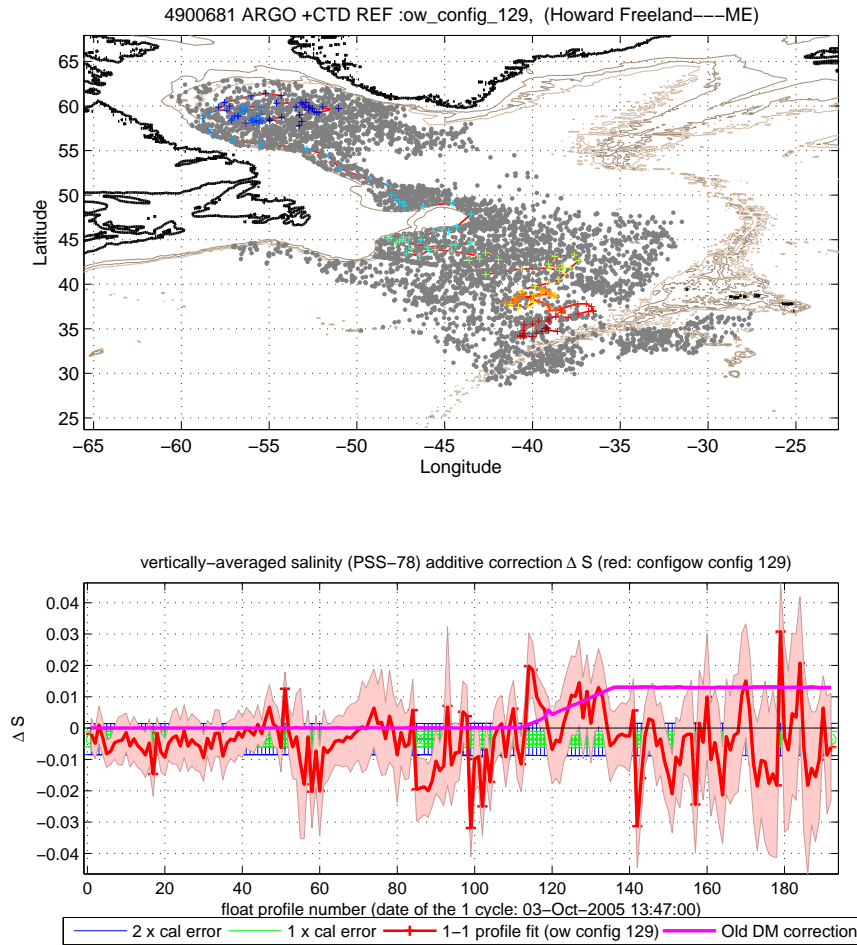 4900681 ARGO +CTD REF :ow_config_129, (Howard Freeland−−−ME)
65
60
55
50
45
40
35
30
25
Latitude
−65 −60 −55 −50 −45 −40 −35 −30 −25
Longitude
vertically−averaged salinity (PSS−78) additive correction Δ S (red: configow config 129)
0.04
0.03
0.02
0.01
0
−0.01
−0.02
−0.03
−0.04
Δ S
0 20 40 60 80 100 120 140 160 180
float profile number (date of the 1 cycle: 03−Oct−2005 13:47:00)
2 x cal error 1 x cal error 1−1 profile fit (ow config 129) Old DM correction